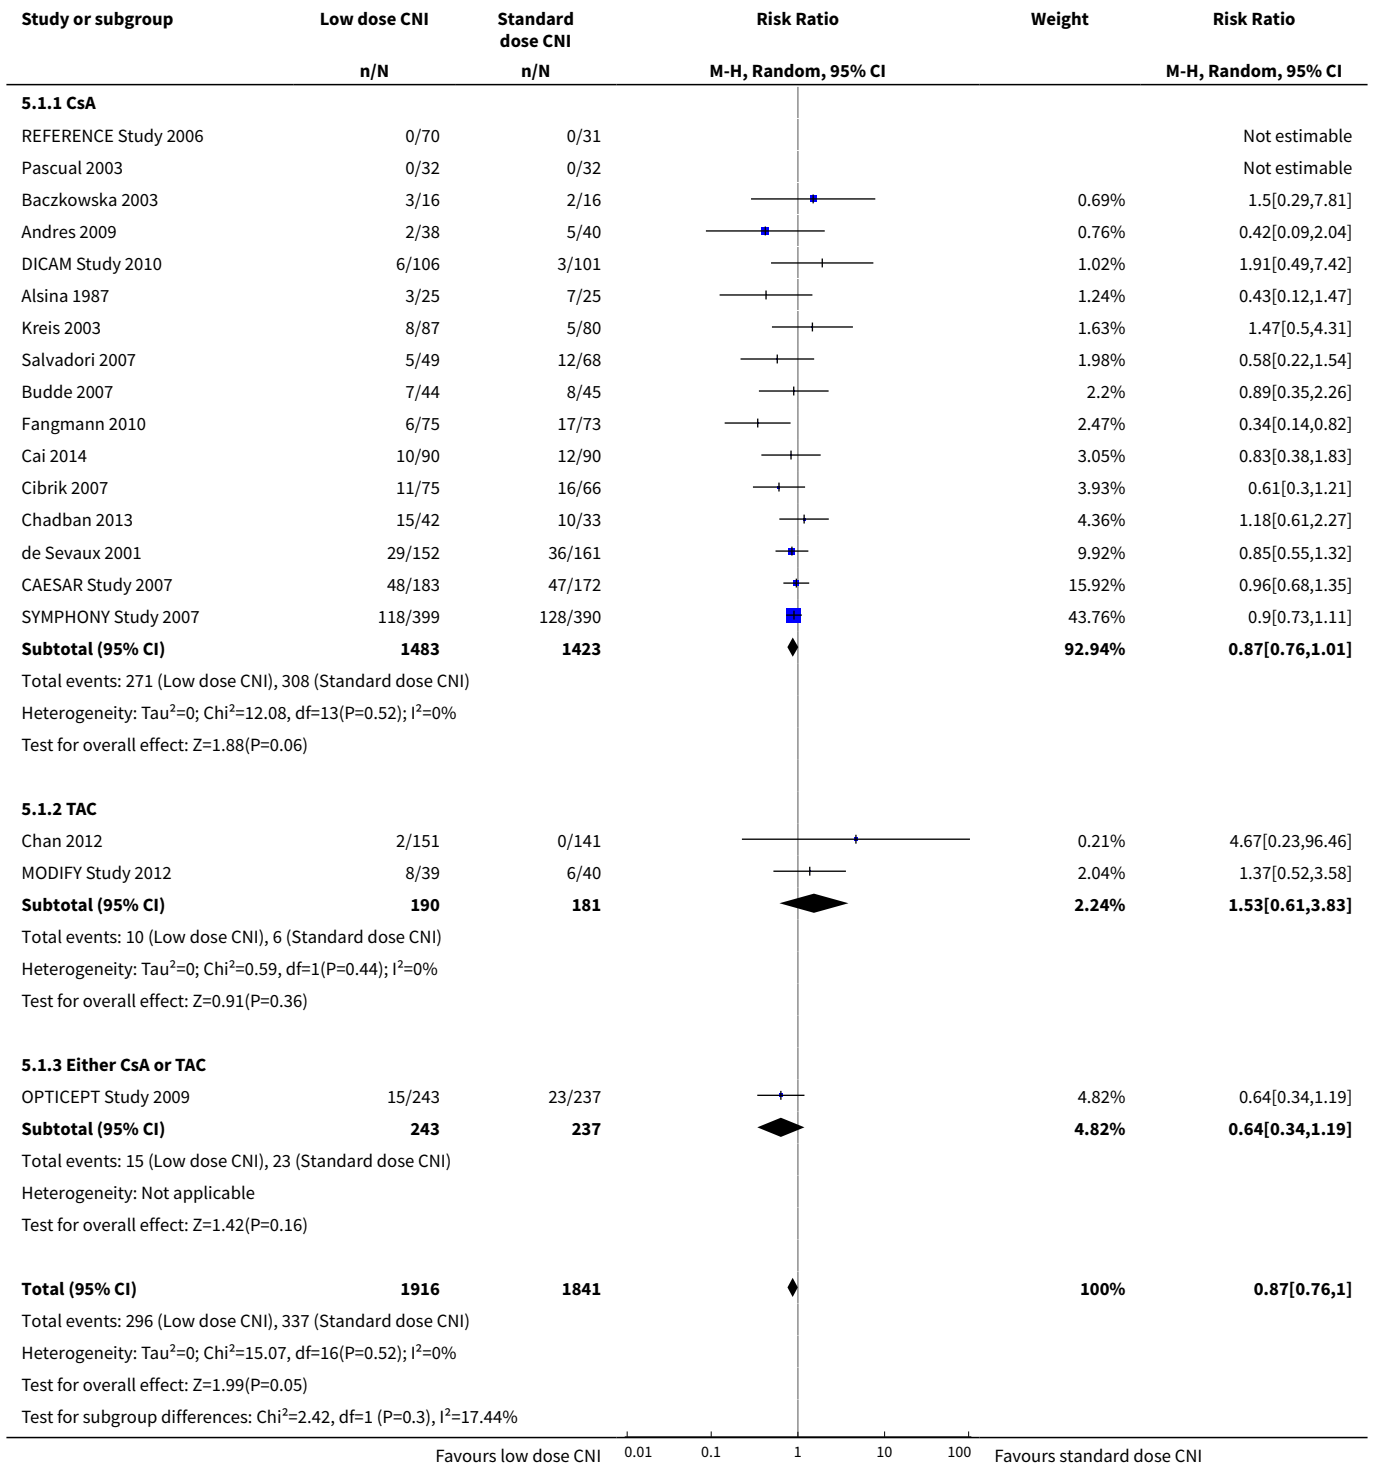 Study or subgroup Low dose CNI Standard dose CNI Risk Ratio Weight Risk Ratio
n/N n/N M-H, Random, 95% CI M-H, Random, 95% CI
5.1.1 CsA
REFERENCE Study 2006 0/70 0/31 Not estimable
Pascual 2003 0/32 0/32 Not estimable
Baczkowska 2003 3/16 2/16 0.69% 1.5[0.29,7.81]
Andres 2009 2/38 5/40 0.76% 0.42[0.09,2.04]
DICAM Study 2010 6/106 3/101 1.02% 1.91[0.49,7.42]
Alsina 1987 3/25 7/25 1.24% 0.43[0.12,1.47]
Kreis 2003 8/87 5/80 1.63% 1.47[0.5,4.31]
Salvadori 2007 5/49 12/68 1.98% 0.58[0.22,1.54]
Budde 2007 7/44 8/45 2.2% 0.89[0.35,2.26]
Fangmann 2010 6/75 17/73 2.47% 0.34[0.14,0.82]
Cai 2014 10/90 12/90 3.05% 0.83[0.38,1.83]
Cibrik 2007 11/75 16/66 3.93% 0.61[0.3,1.21]
Chadban 2013 15/42 10/33 4.36% 1.18[0.61,2.27]
de Sevaux 2001 29/152 36/161 9.92% 0.85[0.55,1.32]
CAESAR Study 2007 48/183 47/172 15.92% 0.96[0.68,1.35]
SYMPHONY Study 2007 118/399 128/390 43.76% 0.9[0.73,1.11]
Subtotal (95% CI) 1483 1423 92.94% 0.87[0.76,1.01]
Total events: 271 (Low dose CNI), 308 (Standard dose CNI)
Heterogeneity: Tau²=0; Chi²=12.08, df=13(P=0.52); I²=0%
Test for overall effect: Z=1.88(P=0.06)
5.1.2 TAC
Chan 2012 2/151 0/141 0.21% 4.67[0.23,96.46]
MODIFY Study 2012 8/39 6/40 2.04% 1.37[0.52,3.58]
Subtotal (95% CI) 190 181 2.24% 1.53[0.61,3.83]
Total events: 10 (Low dose CNI), 6 (Standard dose CNI)
Heterogeneity: Tau²=0; Chi²=0.59, df=1(P=0.44); I²=0%
Test for overall effect: Z=0.91(P=0.36)
5.1.3 Either CsA or TAC
OPTICEPT Study 2009 15/243 23/237 4.82% 0.64[0.34,1.19]
Subtotal (95% CI) 243 237 4.82% 0.64[0.34,1.19]
Total events: 15 (Low dose CNI), 23 (Standard dose CNI)
Heterogeneity: Not applicable
Test for overall effect: Z=1.42(P=0.16)
Total (95% CI) 1916 1841 100% 0.87[0.76,1]
Total events: 296 (Low dose CNI), 337 (Standard dose CNI)
Heterogeneity: Tau²=0; Chi²=15.07, df=16(P=0.52); I²=0%
Test for overall effect: Z=1.99(P=0.05)
Test for subgroup differences: Chi²=2.42, df=1 (P=0.3), I²=17.44%
Favours low dose CNI 0.01 0.1 1 10 100 Favours standard dose CNI